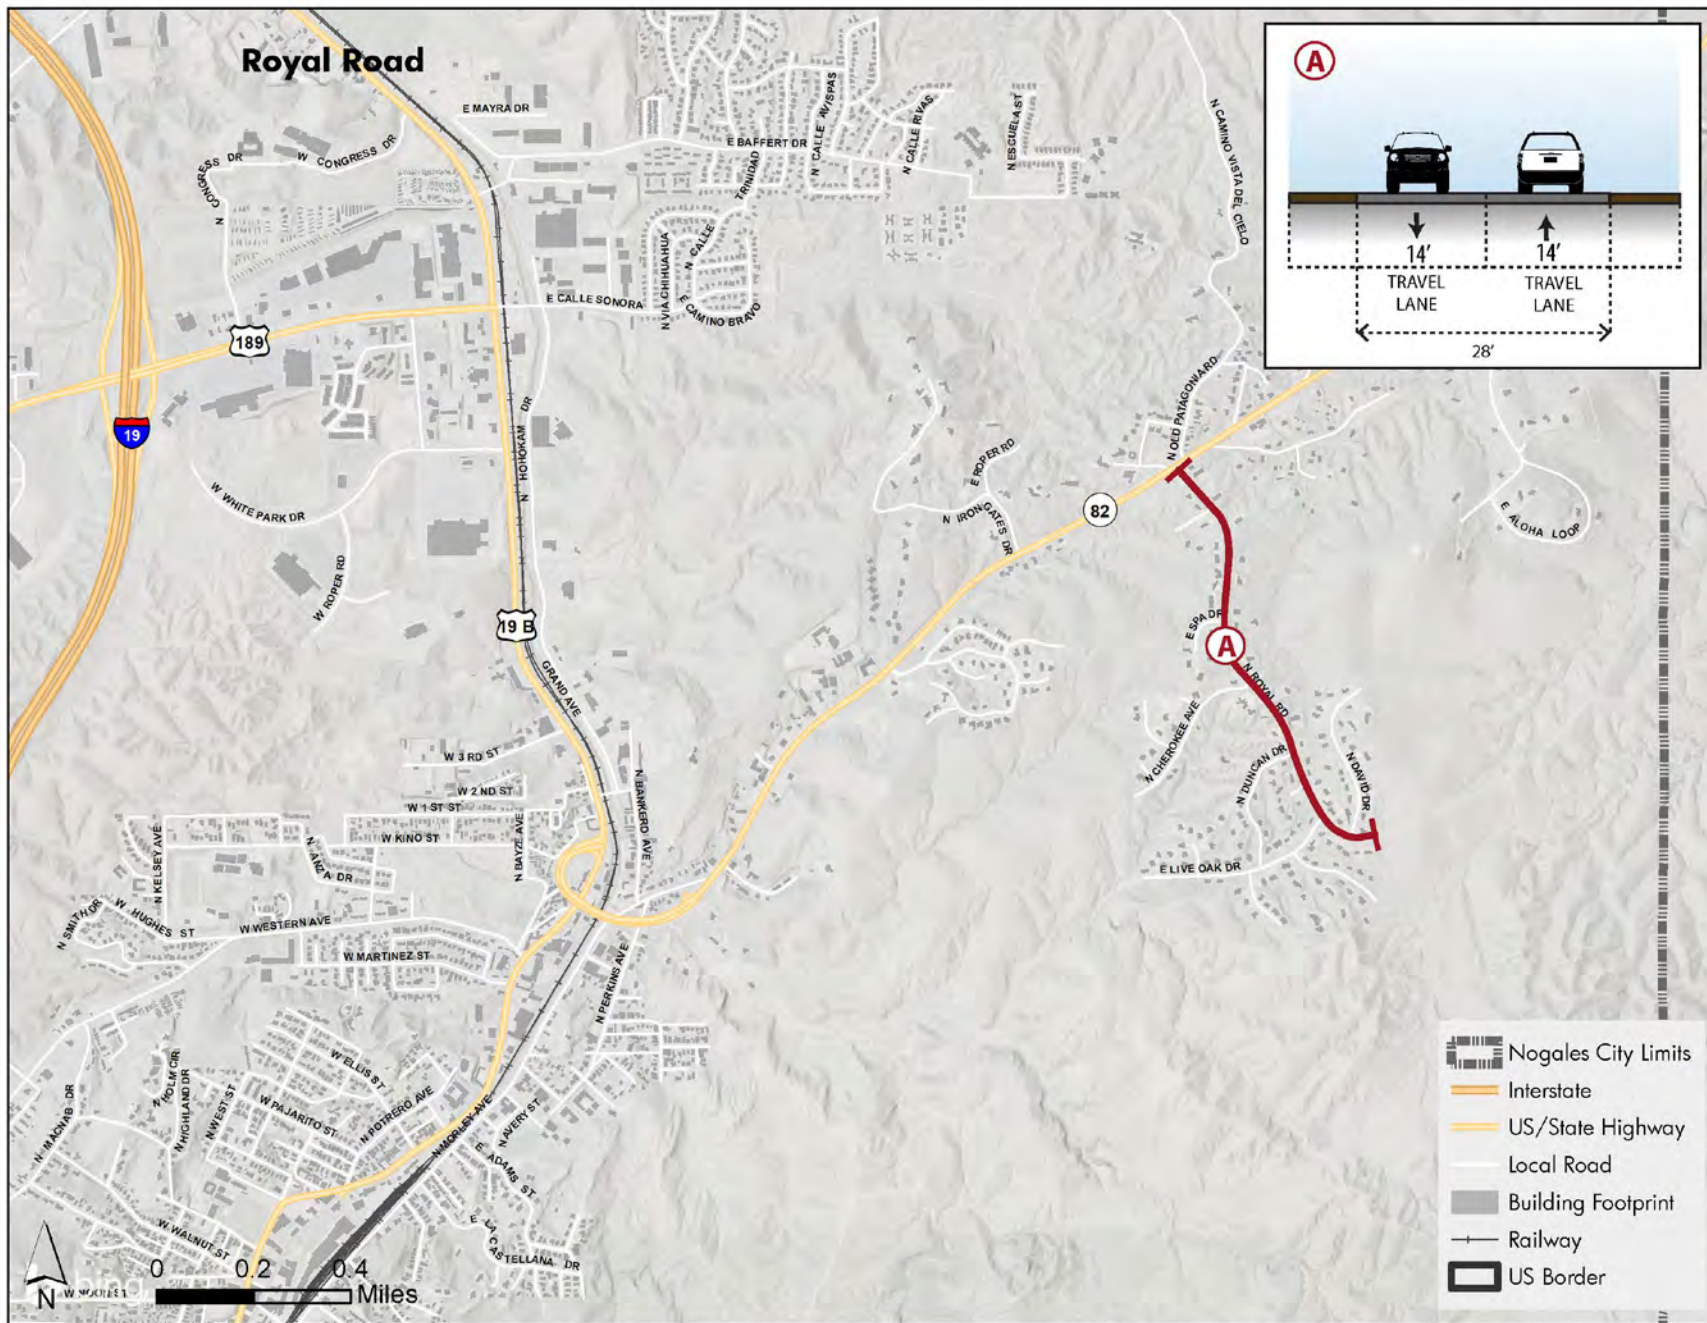 Royal Road
A
14'
14'
TRAVEL
LANE
TRAVEL
LANE
28'
E MAYRA DR
W CONGRESS DR
N CONGRESS DR
E BAFFERT DR
N CALLE AVISPAS
N CALLE RIVAS
N ESCUELA ST
N CAMINO VISTA DEL CIELO
N CALLE TRINIDAD
N VIA CHIHUAHUA
E CAMINO BRAVO
E CALLE SONORA
189
19
N HOHOKAM DR
N OLD PATAGONIA RD
E ROPER RD
N IRON GATES DR
82
E ALOHA LOOP
W WHITE PARK DR
W ROPER RD
19 B
GRAND AVE
E SPA DR
A
N ROYAL RD
N CHEROKEE AVE
N DUNCAN DR
N DAVID DR
E LIVE OAK DR
W 3 RD ST
W 2 ND ST
W 1 ST ST
W KINO ST
N BAYZE AVE
N BANKERD AVE
N KELSEY AVE
N ANZA DR
N SMITH DR
W HUGHES ST
W WESTERN AVE
W MARTINEZ ST
N PERKINS AVE
W ELLIS ST
N HOLM CIR
N HIGHLAND DR
N WEST ST
W PAJARITO ST
N POTRERO AVE
N MACNAB DR
N MORLEY AVE
N AVERY ST
E ADAMS ST
E LA CASTELLANA DR
W WALNUT ST
W MOON ST
bing
N
0
0.2
0.4
Miles
Nogales City Limits
Interstate
US/State Highway
Local Road
Building Footprint
Railway
US Border